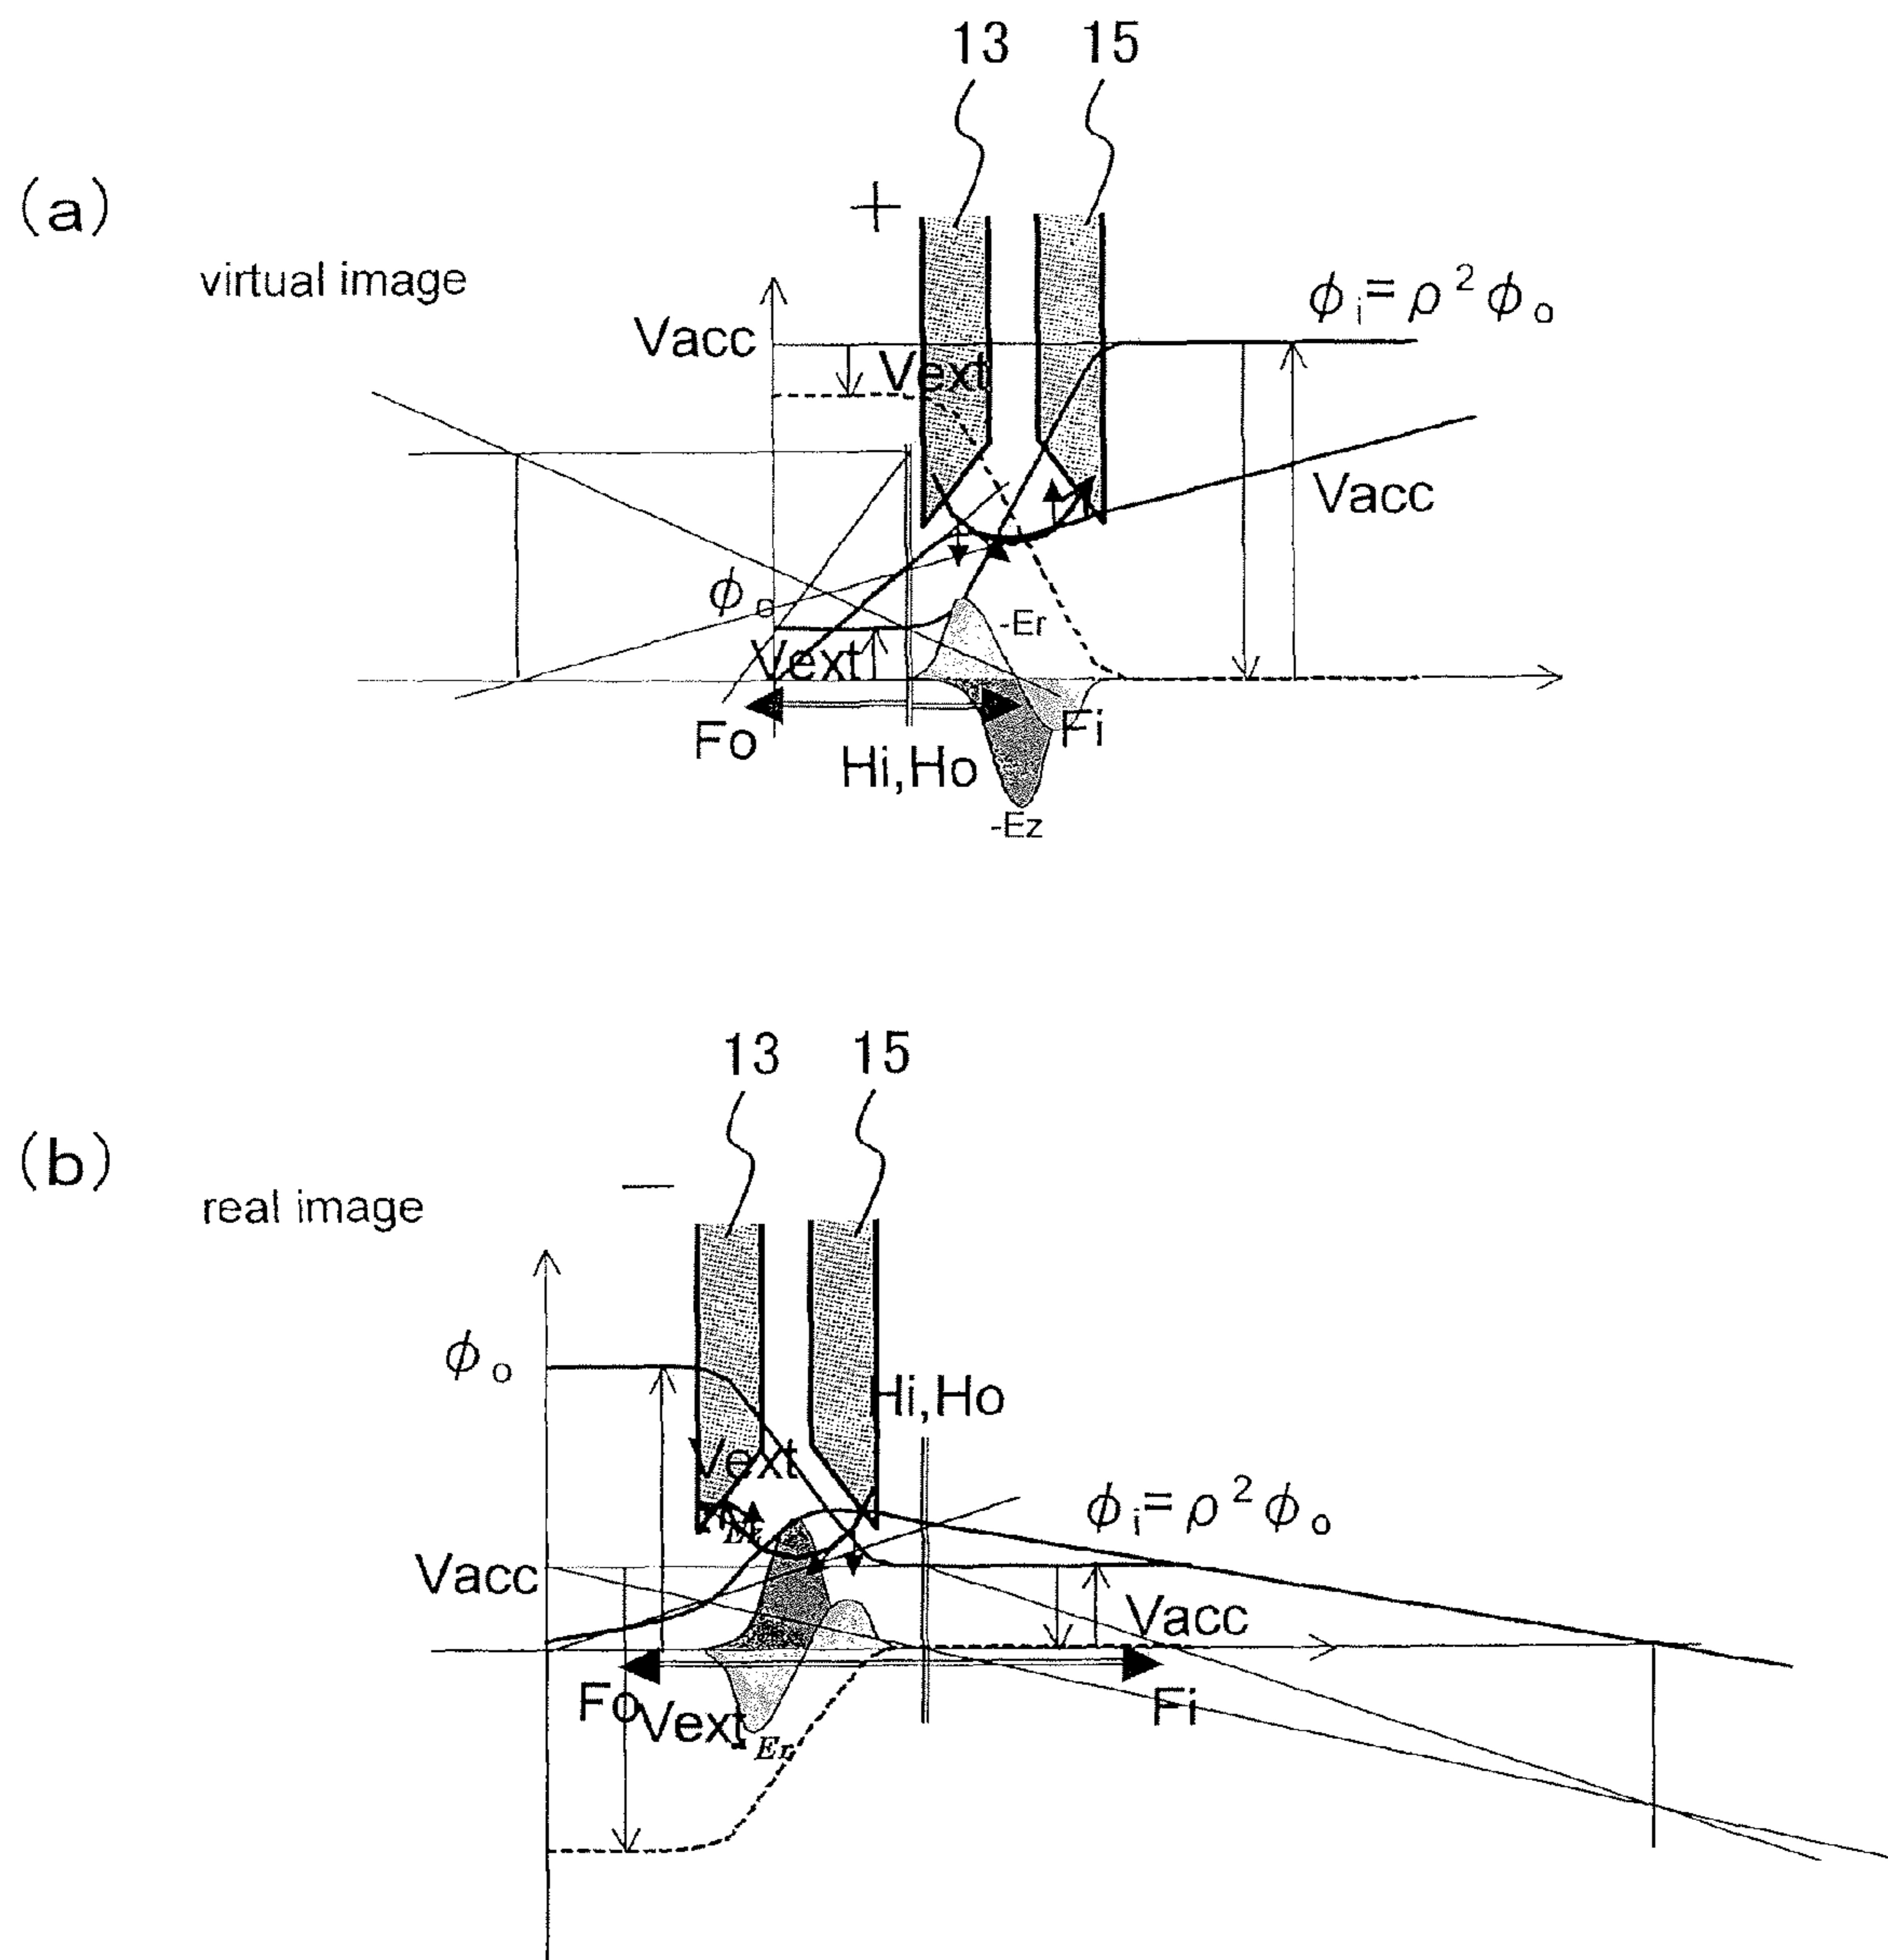 13 15
(a)
+
virtual image
ϕi=ρ²ϕo
Vacc
Vext
Vacc
ϕo
-Er
Vext
Fo
Fi
Hi,Ho
-Ez
13 15
(b)
−
real image
ϕo
Hi,Ho
Vext
ϕi=ρ²ϕo
Vacc
Vacc
Fo
Vext
Fi
Er